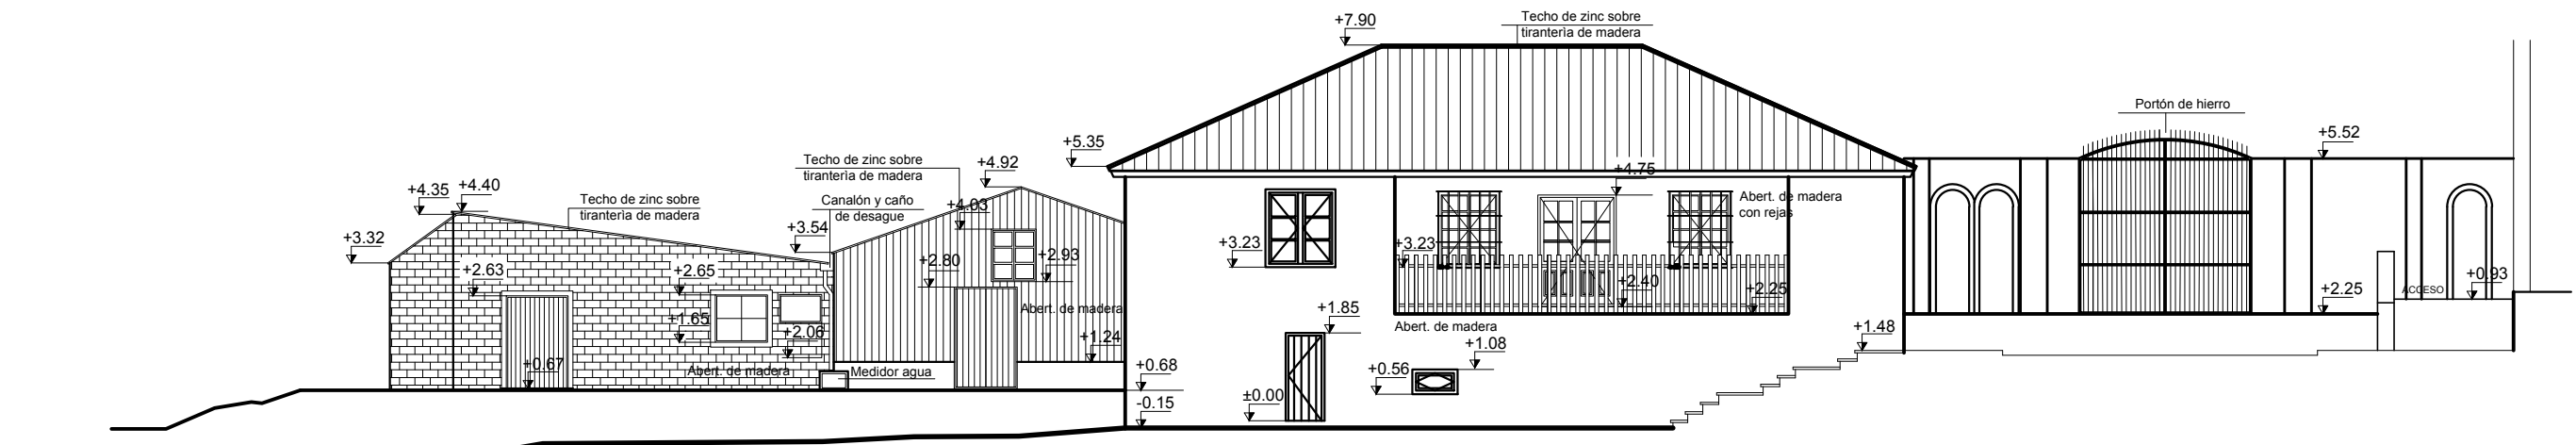 +7.90
Techo de zinc sobre
tirantería de madera
Portón de hierro
+5.52
+5.35
Techo de zinc sobre
tirantería de madera
+4.92
+4.75
+4.35
+4.40
Techo de zinc sobre
tirantería de madera
Canalón y caño
de desague
+4.03
Abert. de madera
con rejas
+3.54
+3.32
+3.23
+3.23
+2.63
+2.65
+2.80
+2.93
+0.93
+2.40
+2.25
+2.25
ACCESO
+1.65
+2.06
Abert. de madera
+1.85
Abert. de madera
+1.48
+1.24
+1.08
+0.67
Abert. de madera
Medidor agua
+0.68
+0.56
-0.15
±0.00